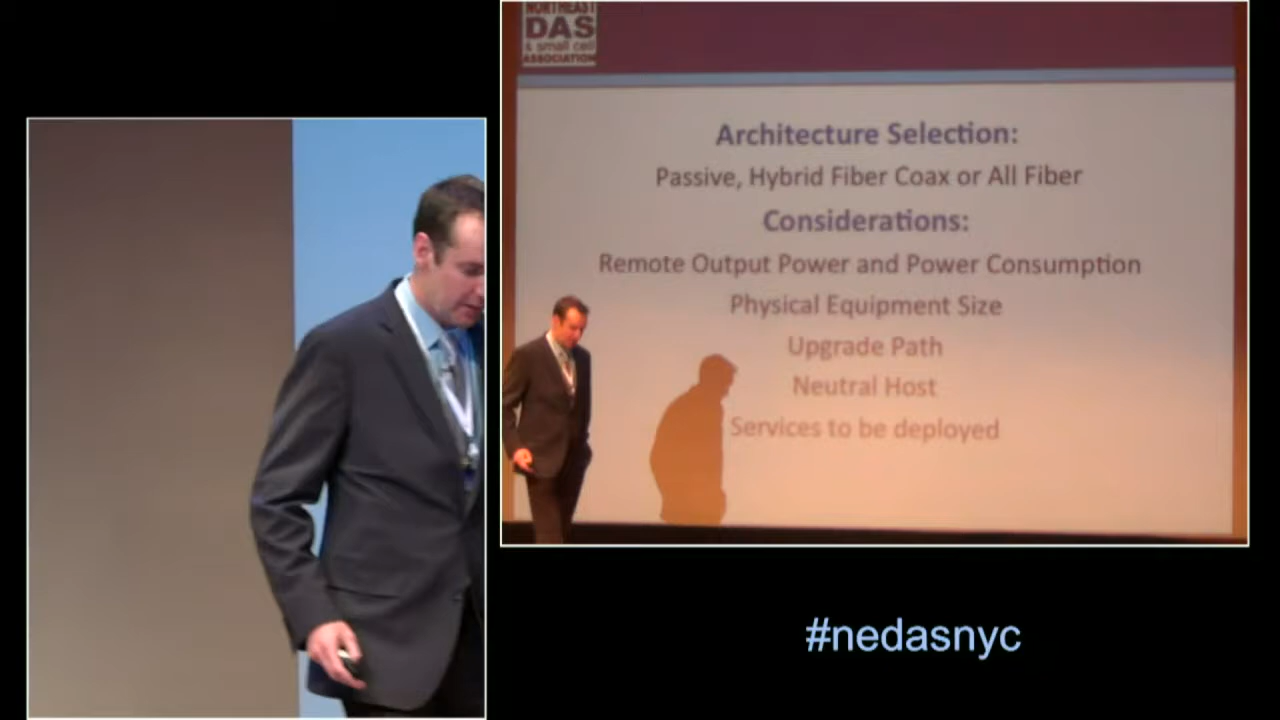 NORTHEAST
DAS
& small cell
ASSOCIATION
Architecture Selection:
Passive, Hybrid Fiber Coax or All Fiber
Considerations:
Remote Output Power and Power Consumption
Physical Equipment Size
Upgrade Path
Neutral Host
Services to be deployed
#nedasnyc